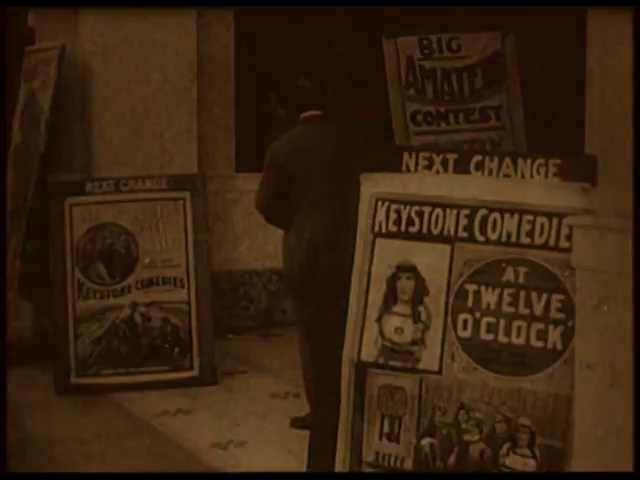 BIG
AMATEUR
CONTEST
NEXT CHANGE
KEYSTONE COMEDIE
'AT
TWELVE
O'CLOCK'
NEXT CHANGE
KEYSTONE COMEDIES